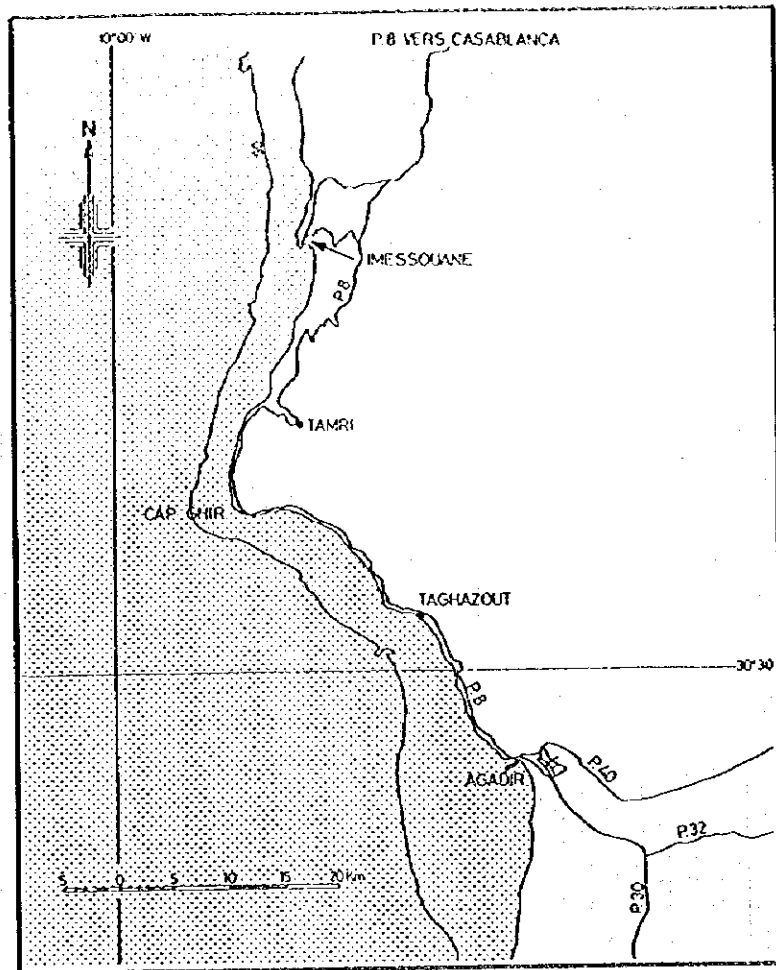 10°00' W
P.8 VERS CASABLANCA
N
IMESSOUANE
P.8
TAMRI
CAP GHIR
TAGHAZOUT
30°30
P.8
AGADIR
P.40
P.32
P.30
5 0 5 10 15 20 Km